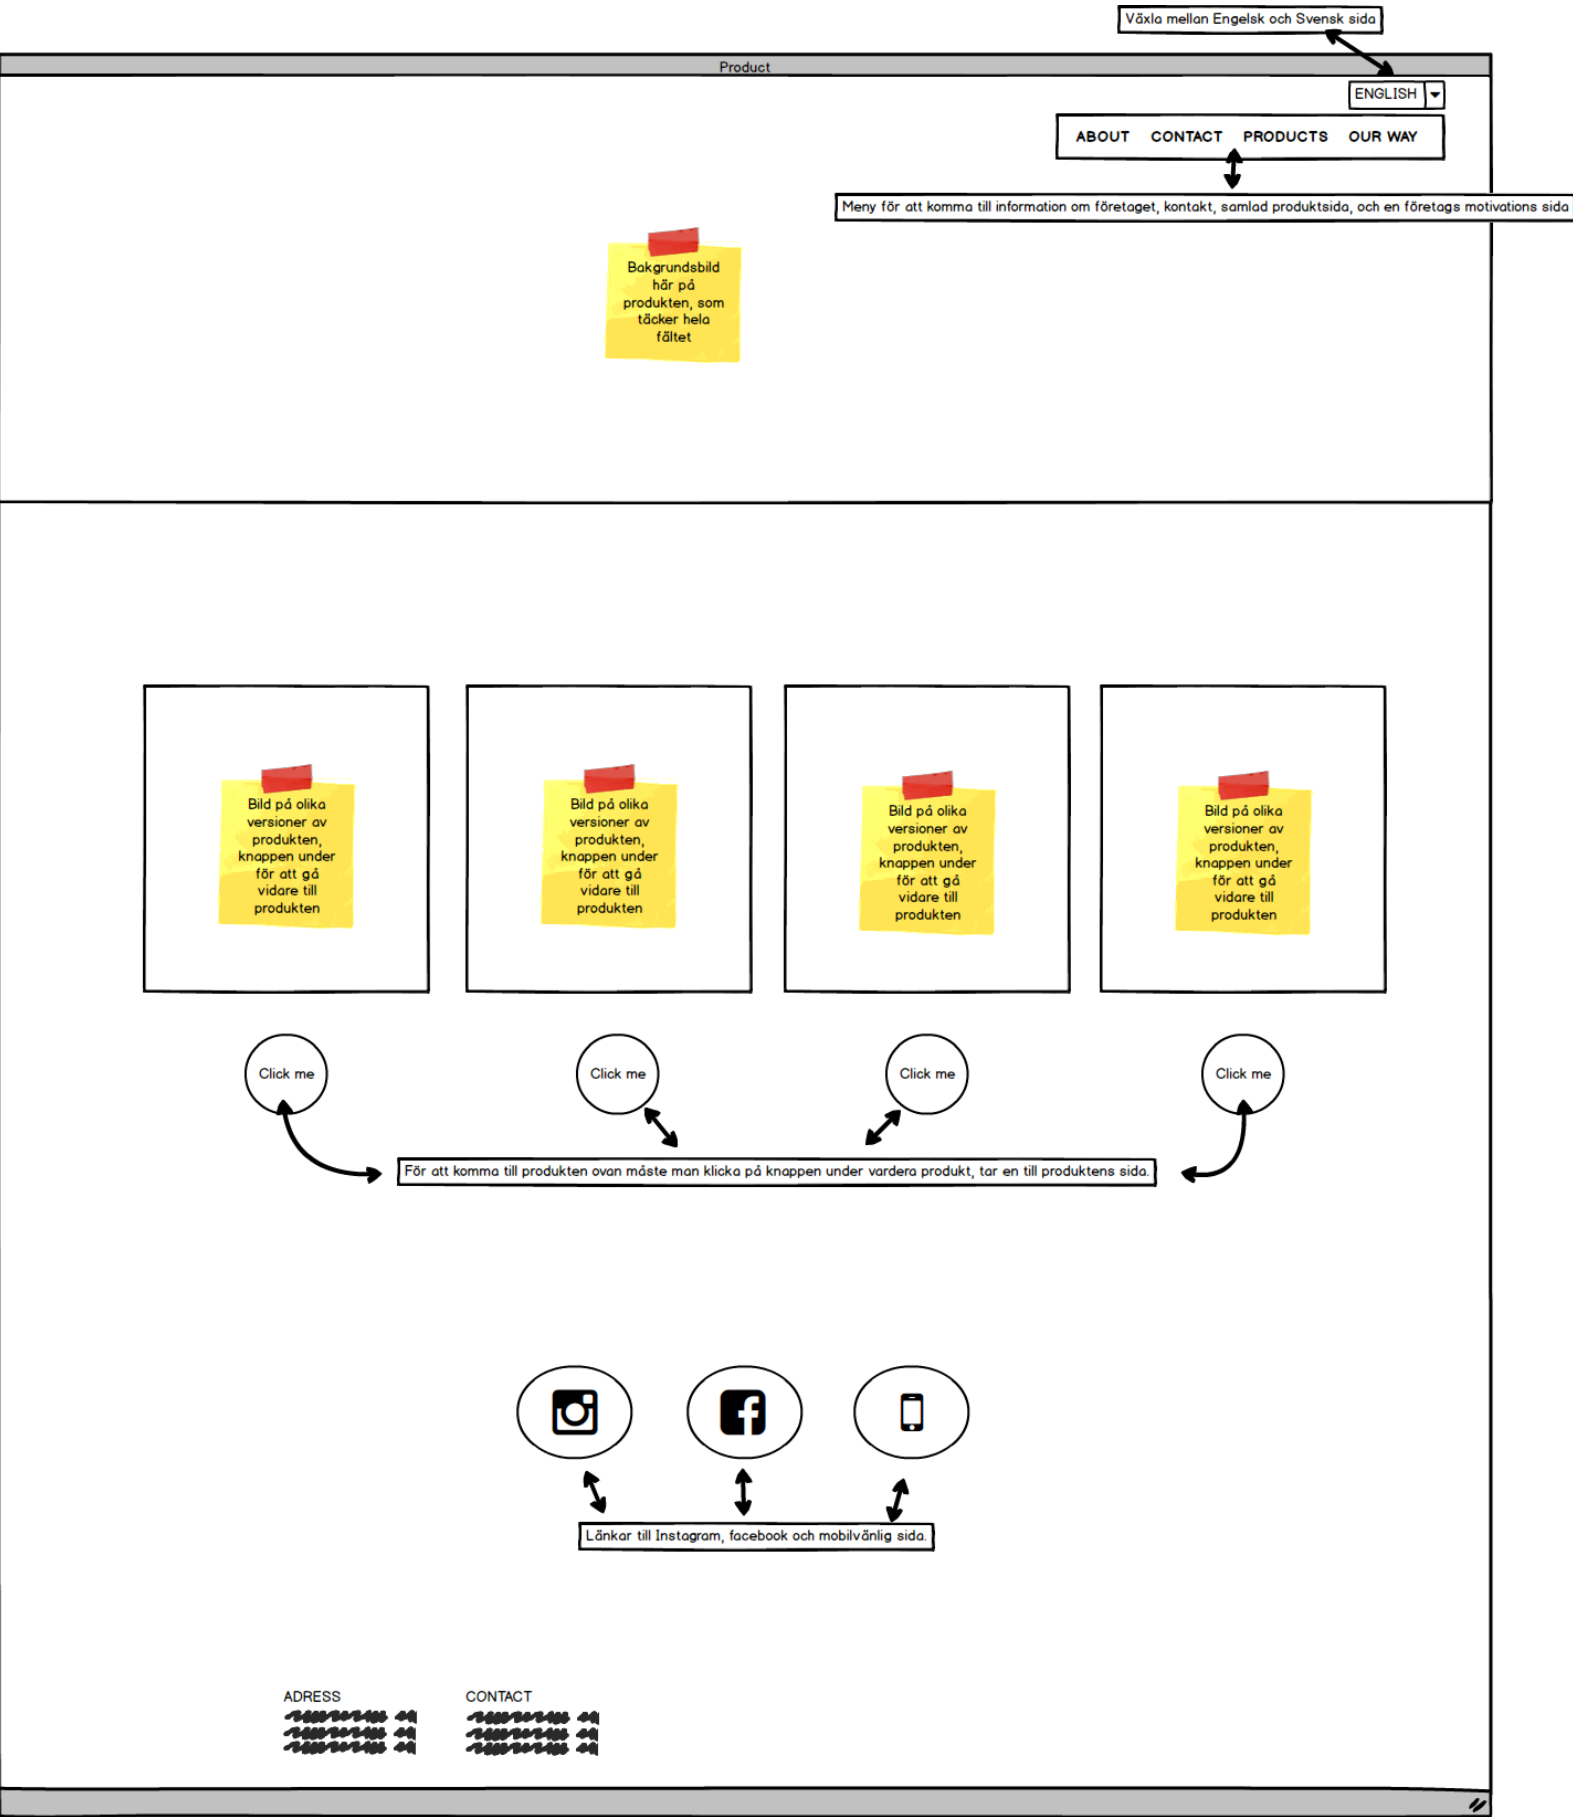 Växla mellan Engelsk och Svensk sida
Product
ENGLISH
ABOUT CONTACT PRODUCTS OUR WAY
Meny för att komma till information om företaget, kontakt, samlad produktsida, och en företags motivations sida
Bakgrundsbild
här på
produkten, som
täcker hela
fältet
Bild på olika
versioner av
produkten,
knappen under
för att gå
vidare till
produkten
Bild på olika
versioner av
produkten,
knappen under
för att gå
vidare till
produkten
Bild på olika
versioner av
produkten,
knappen under
för att gå
vidare till
produkten
Bild på olika
versioner av
produkten,
knappen under
för att gå
vidare till
produkten
Click me
Click me
Click me
Click me
För att komma till produkten ovan måste man klicka på knappen under vardera produkt, tar en till produktens sida.
Länkar till Instagram, facebook och mobilvänlig sida.
ADRESS
CONTACT